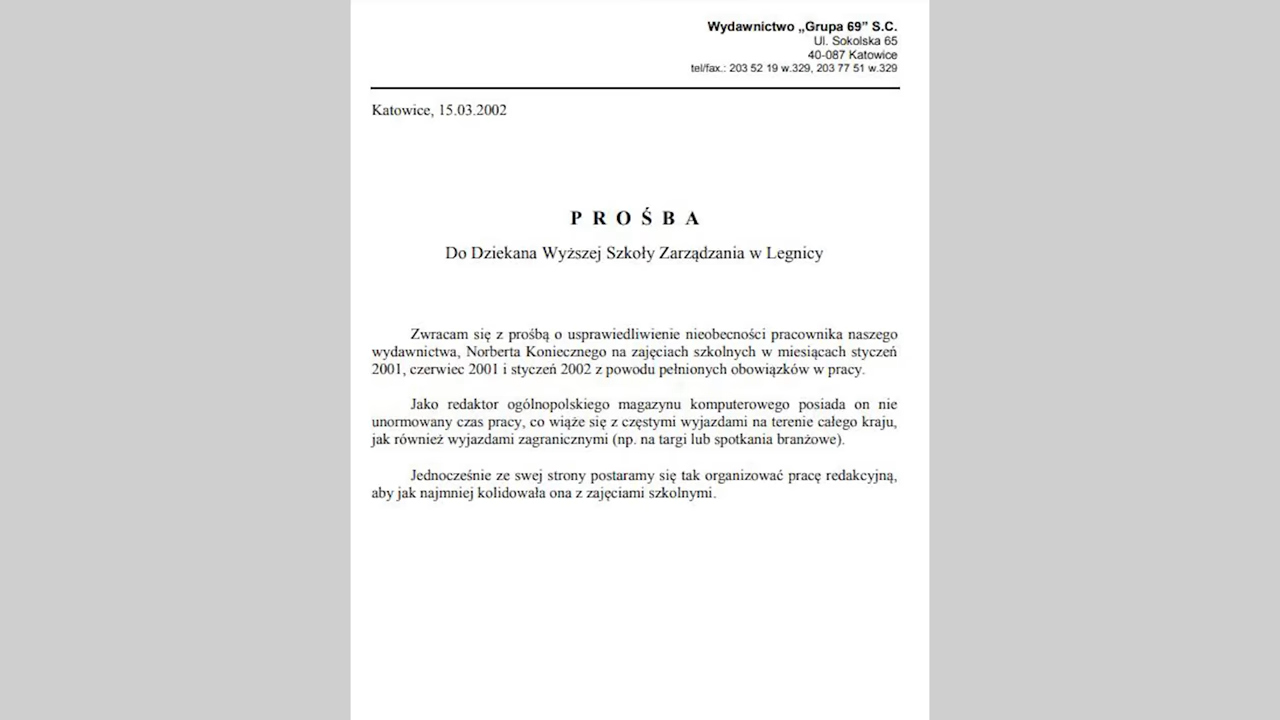 Wydawnictwo „Grupa 69” S.C.
Ul. Sokolska 65
40-087 Katowice
tel/fax.: 203 52 19 w.329, 203 77 51 w.329
Katowice, 15.03.2002
P R O Ś B A
Do Dziekana Wyższej Szkoły Zarządzania w Legnicy
Zwracam się z prośbą o usprawiedliwienie nieobecności pracownika naszego
wydawnictwa, Norberta Koniecznego na zajęciach szkolnych w miesiącach styczeń
2001, czerwiec 2001 i styczeń 2002 z powodu pełnionych obowiązków w pracy.
Jako redaktor ogólnopolskiego magazynu komputerowego posiada on nie
unormowany czas pracy, co wiąże się z częstymi wyjazdami na terenie całego kraju,
jak również wyjazdami zagranicznymi (np. na targi lub spotkania branżowe).
Jednocześnie ze swej strony postaramy się tak organizować pracę redakcyjną,
aby jak najmniej kolidowała ona z zajęciami szkolnymi.